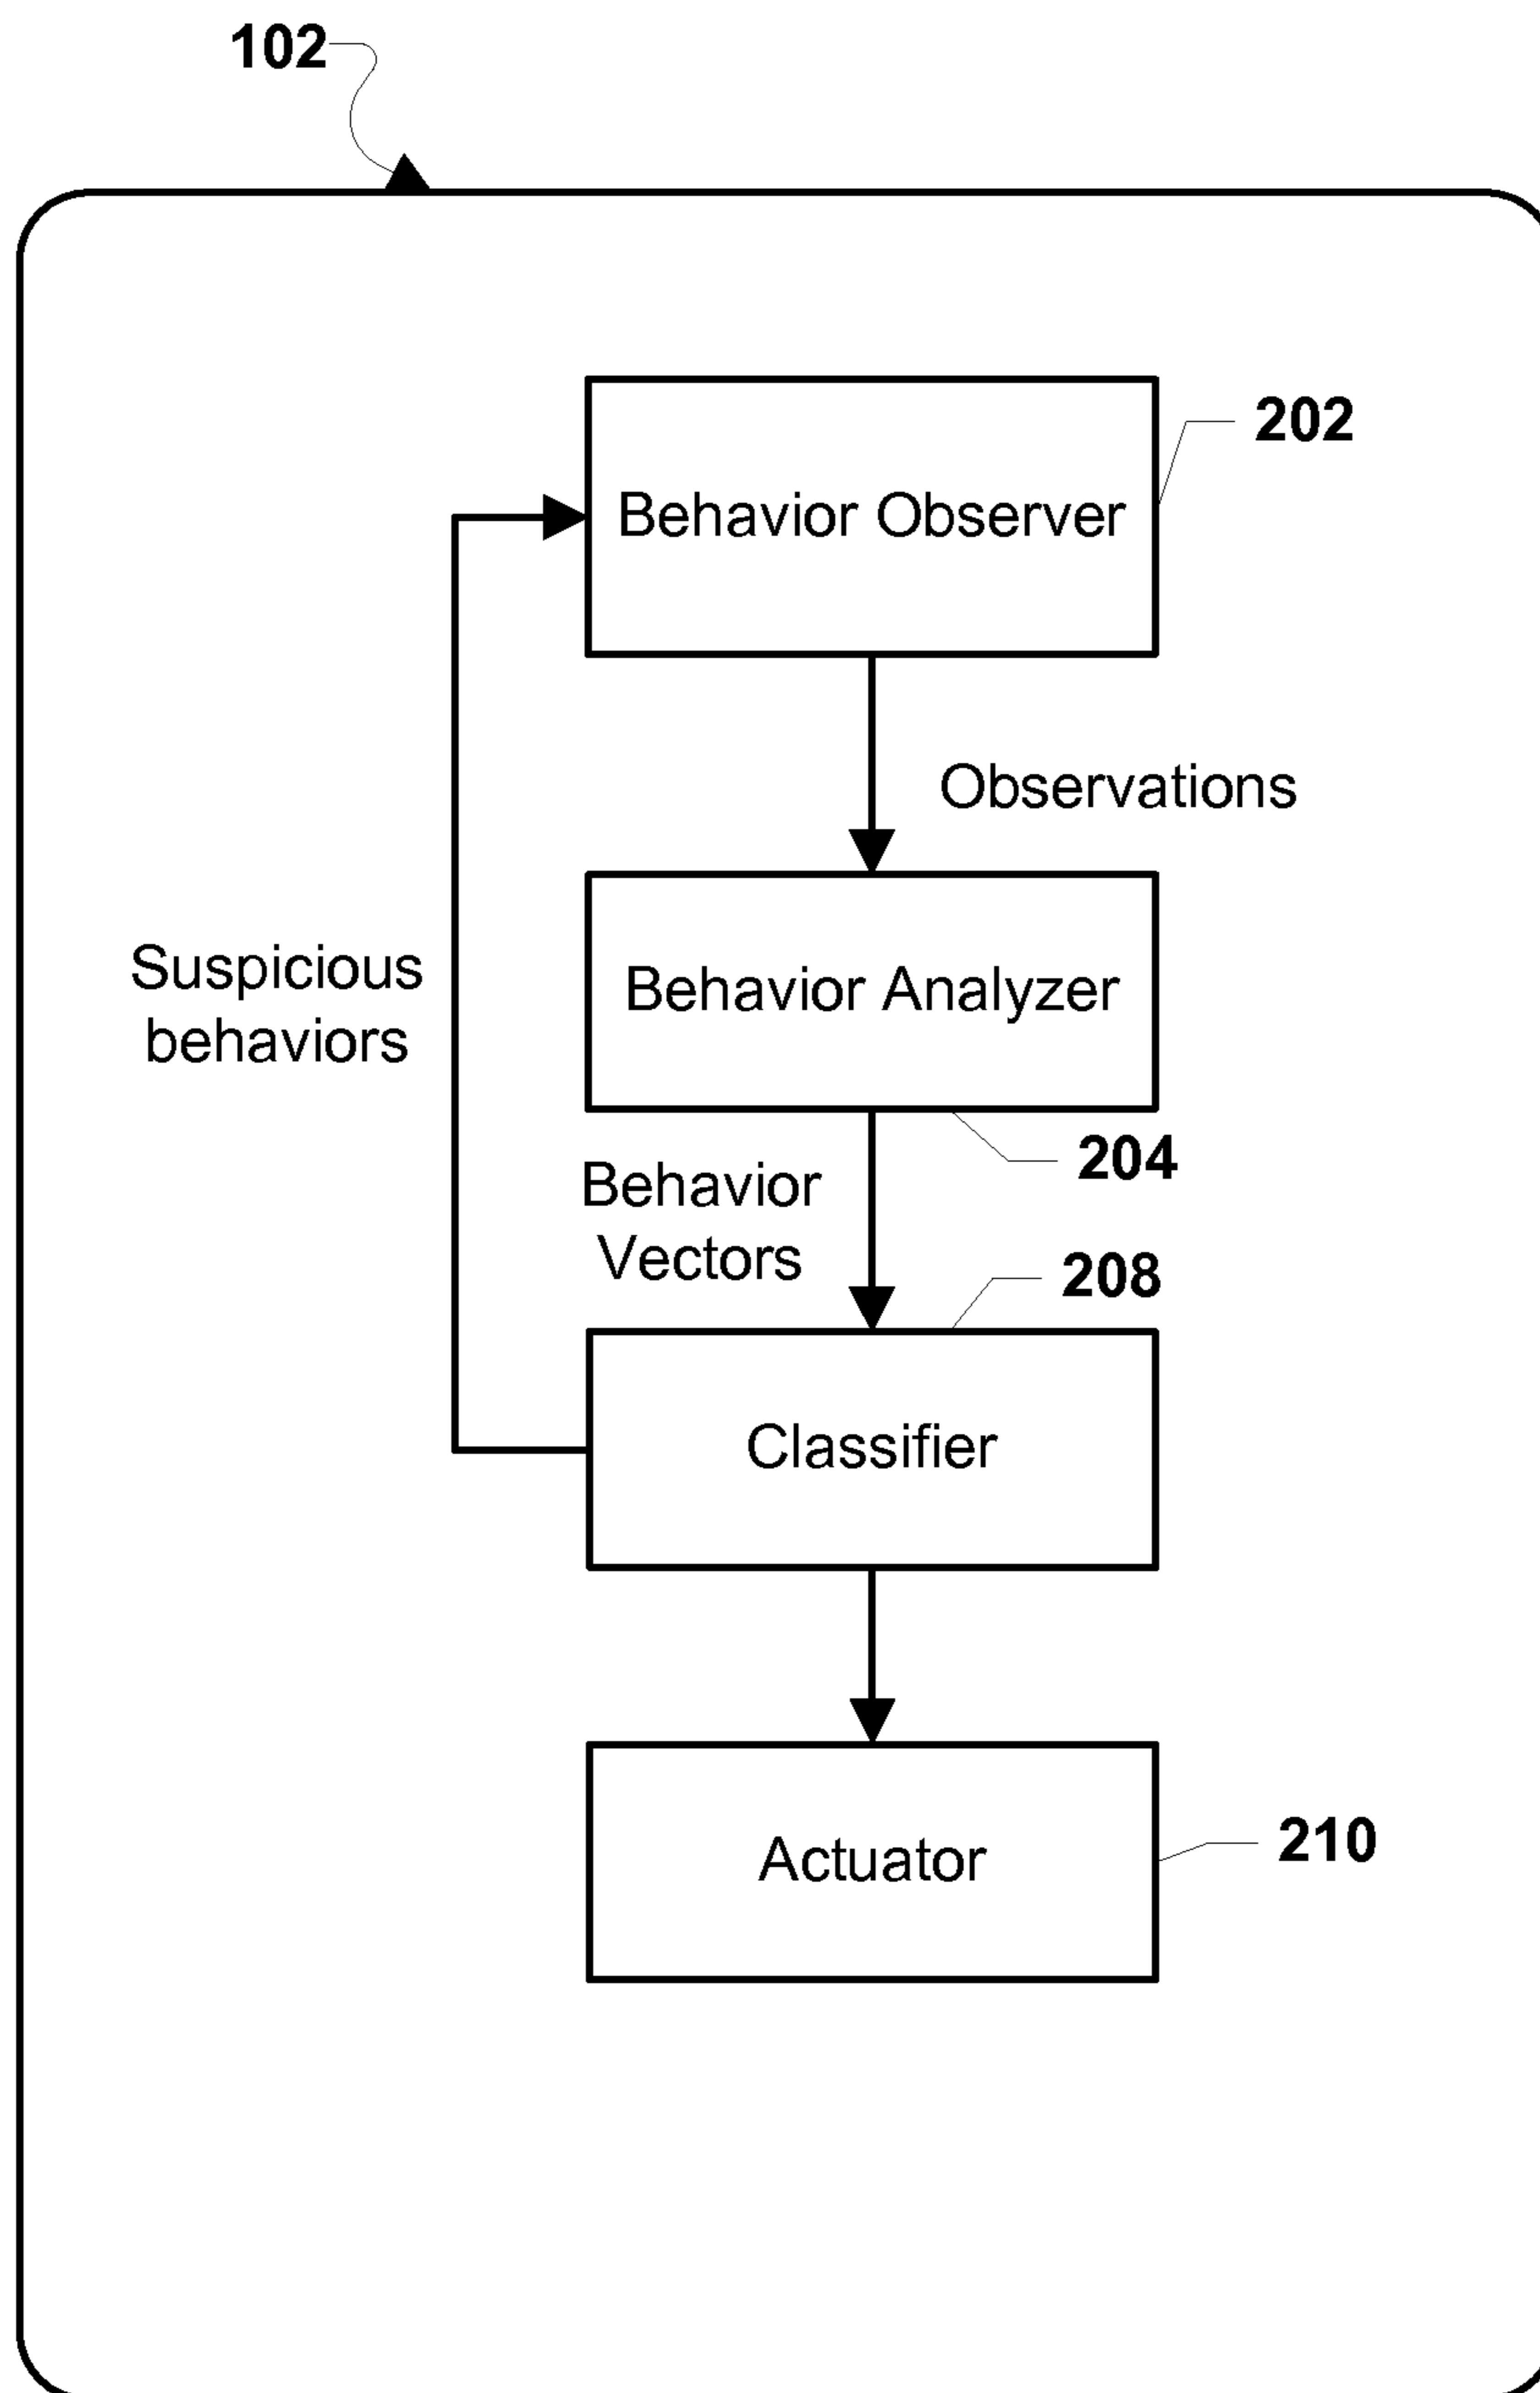 102
202
Behavior Observer
Observations
Suspicious
behaviors
Behavior Analyzer
204
Behavior
Vectors
208
Classifier
Actuator
210